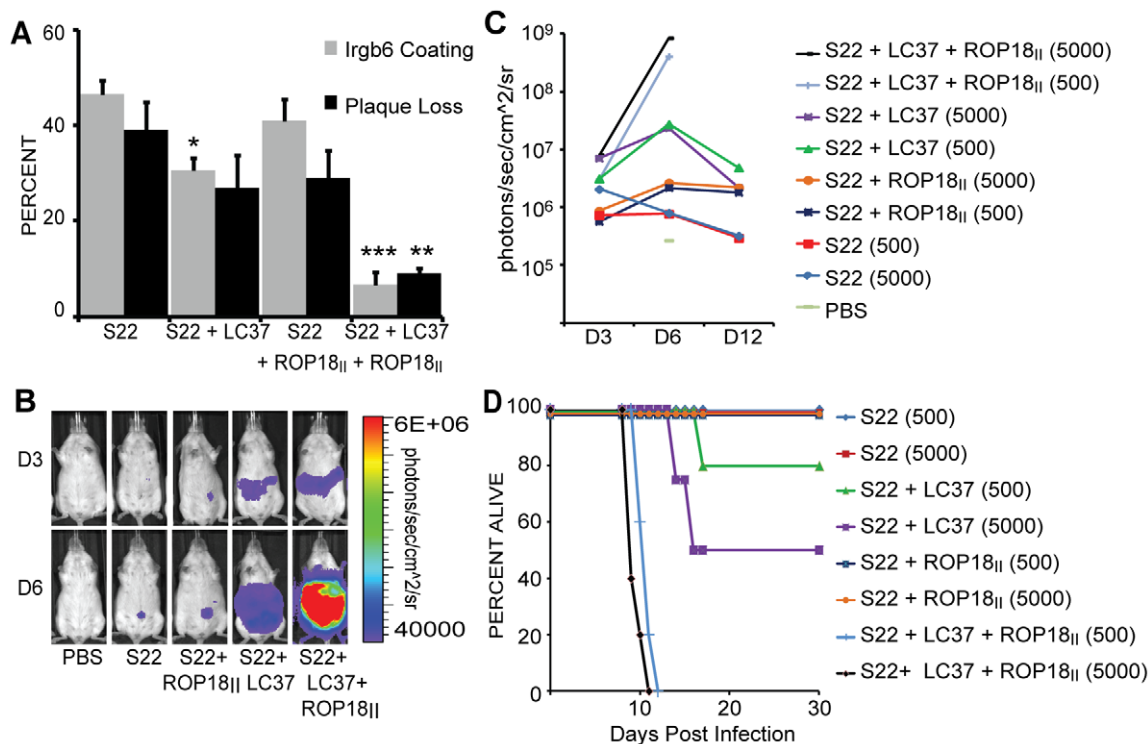 A
PERCENT
60
40
20
0
Irgb6 Coating
Plaque Loss
*
***
**
S22
S22 + LC37
S22
S22 + LC37
+ ROP18II
+ ROP18II
B
D3
D6
6E+06
photons/sec/cm^2/sr
40000
PBS
S22
S22+
ROP18II
S22+
LC37
S22+
LC37+
ROP18II
C
photons/sec/cm^2/sr
10⁹
10⁸
10⁷
10⁶
10⁵
D3
D6
D12
S22 + LC37 + ROP18II (5000)
S22 + LC37 + ROP18II (500)
S22 + LC37 (5000)
S22 + LC37 (500)
S22 + ROP18II (5000)
S22 + ROP18II (500)
S22 (500)
S22 (5000)
PBS
D
PERCENT ALIVE
100
80
60
40
20
0
10
20
30
Days Post Infection
S22 (500)
S22 (5000)
S22 + LC37 (500)
S22 + LC37 (5000)
S22 + ROP18II (500)
S22 + ROP18II (5000)
S22 + LC37 + ROP18II (500)
S22+ LC37 + ROP18II (5000)